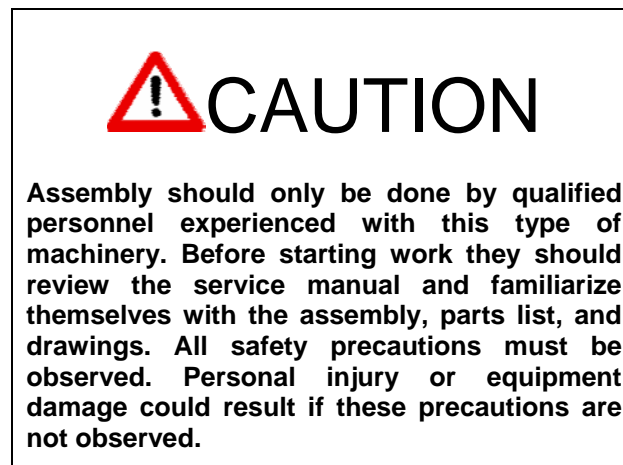 CAUTION
Assembly should only be done by qualified
personnel experienced with this type of
machinery. Before starting work they should
review the service manual and familiarize
themselves with the assembly, parts list, and
drawings. All safety precautions must be
observed. Personal injury or equipment
damage could result if these precautions are
not observed.